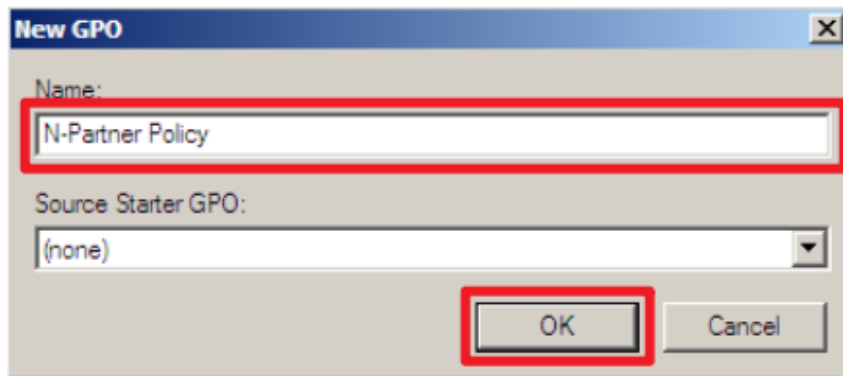 New GPO
Name:
N-Partner Policy
Source Starter GPO:
(none)
OK Cancel